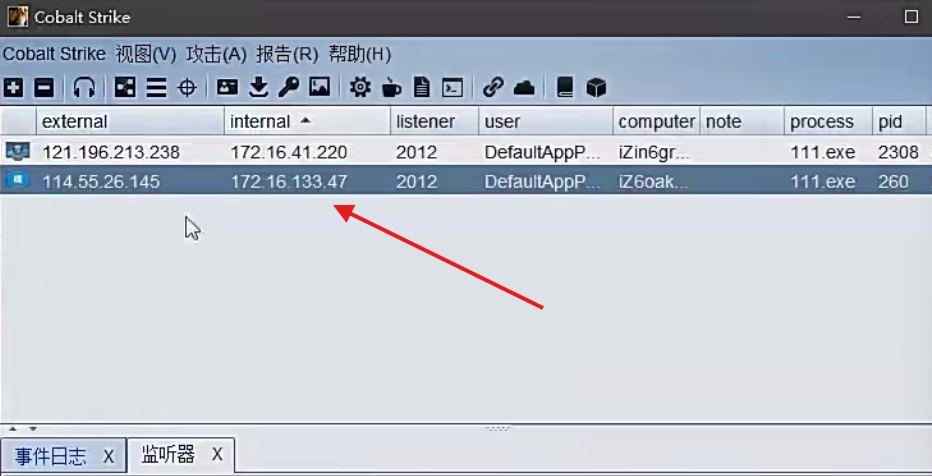 Cobalt Strike
Cobalt Strike 视图(V) 攻击(A) 报告(R) 帮助(H)
external internal listener user computer note process pid
121.196.213.238 172.16.41.220 2012 DefaultAppP... iZin6gr... 111.exe 2308
114.55.26.145 172.16.133.47 2012 DefaultAppP... iZ6oak... 111.exe 260
事件日志 X 监听器 X